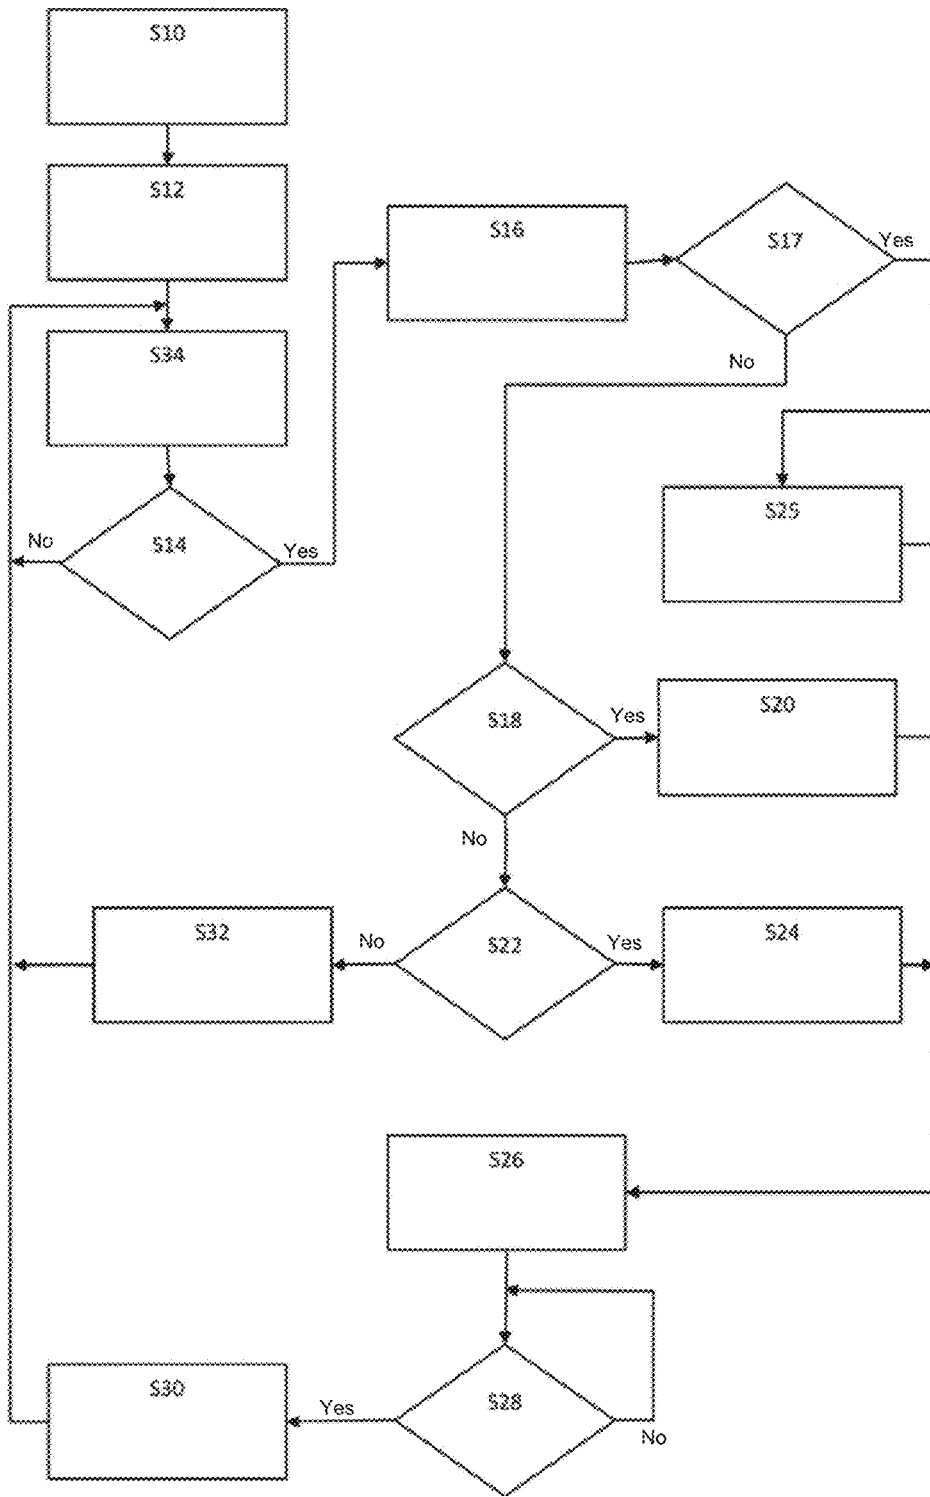 S10
S12
S16
S17
Yes
S34
No
S25
No
S14
Yes
S18
Yes
S20
No
S32
No
S22
Yes
S24
S26
S30
Yes
S28
No